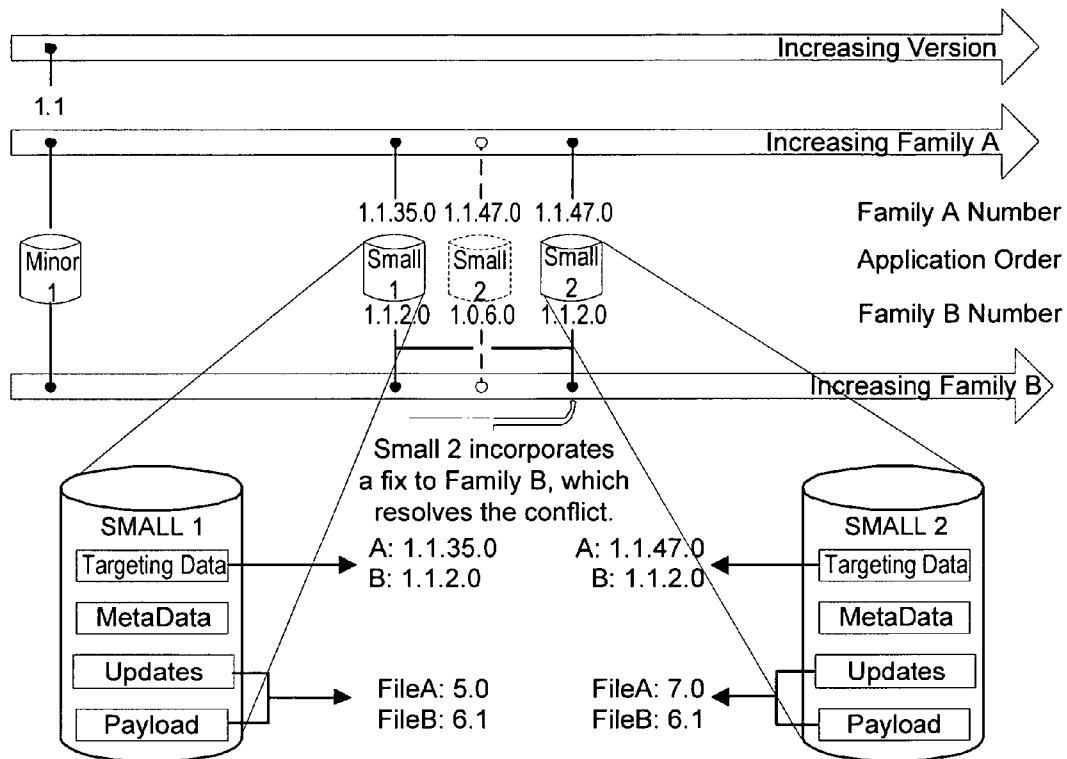 Increasing Version
1.1
Increasing Family A
1.1.35.0 1.1.47.0 1.1.47.0
Family A Number
Minor
1
Small
1
Small
2
Small
2
Application Order
1.1.2.0 1.0.6.0 1.1.2.0
Family B Number
Increasing Family B
Small 2 incorporates
a fix to Family B, which
resolves the conflict.
SMALL 1
Targeting Data
MetaData
Updates
Payload
A: 1.1.35.0
B: 1.1.2.0
FileA: 5.0
FileB: 6.1
A: 1.1.47.0
B: 1.1.2.0
FileA: 7.0
FileB: 6.1
SMALL 2
Targeting Data
MetaData
Updates
Payload